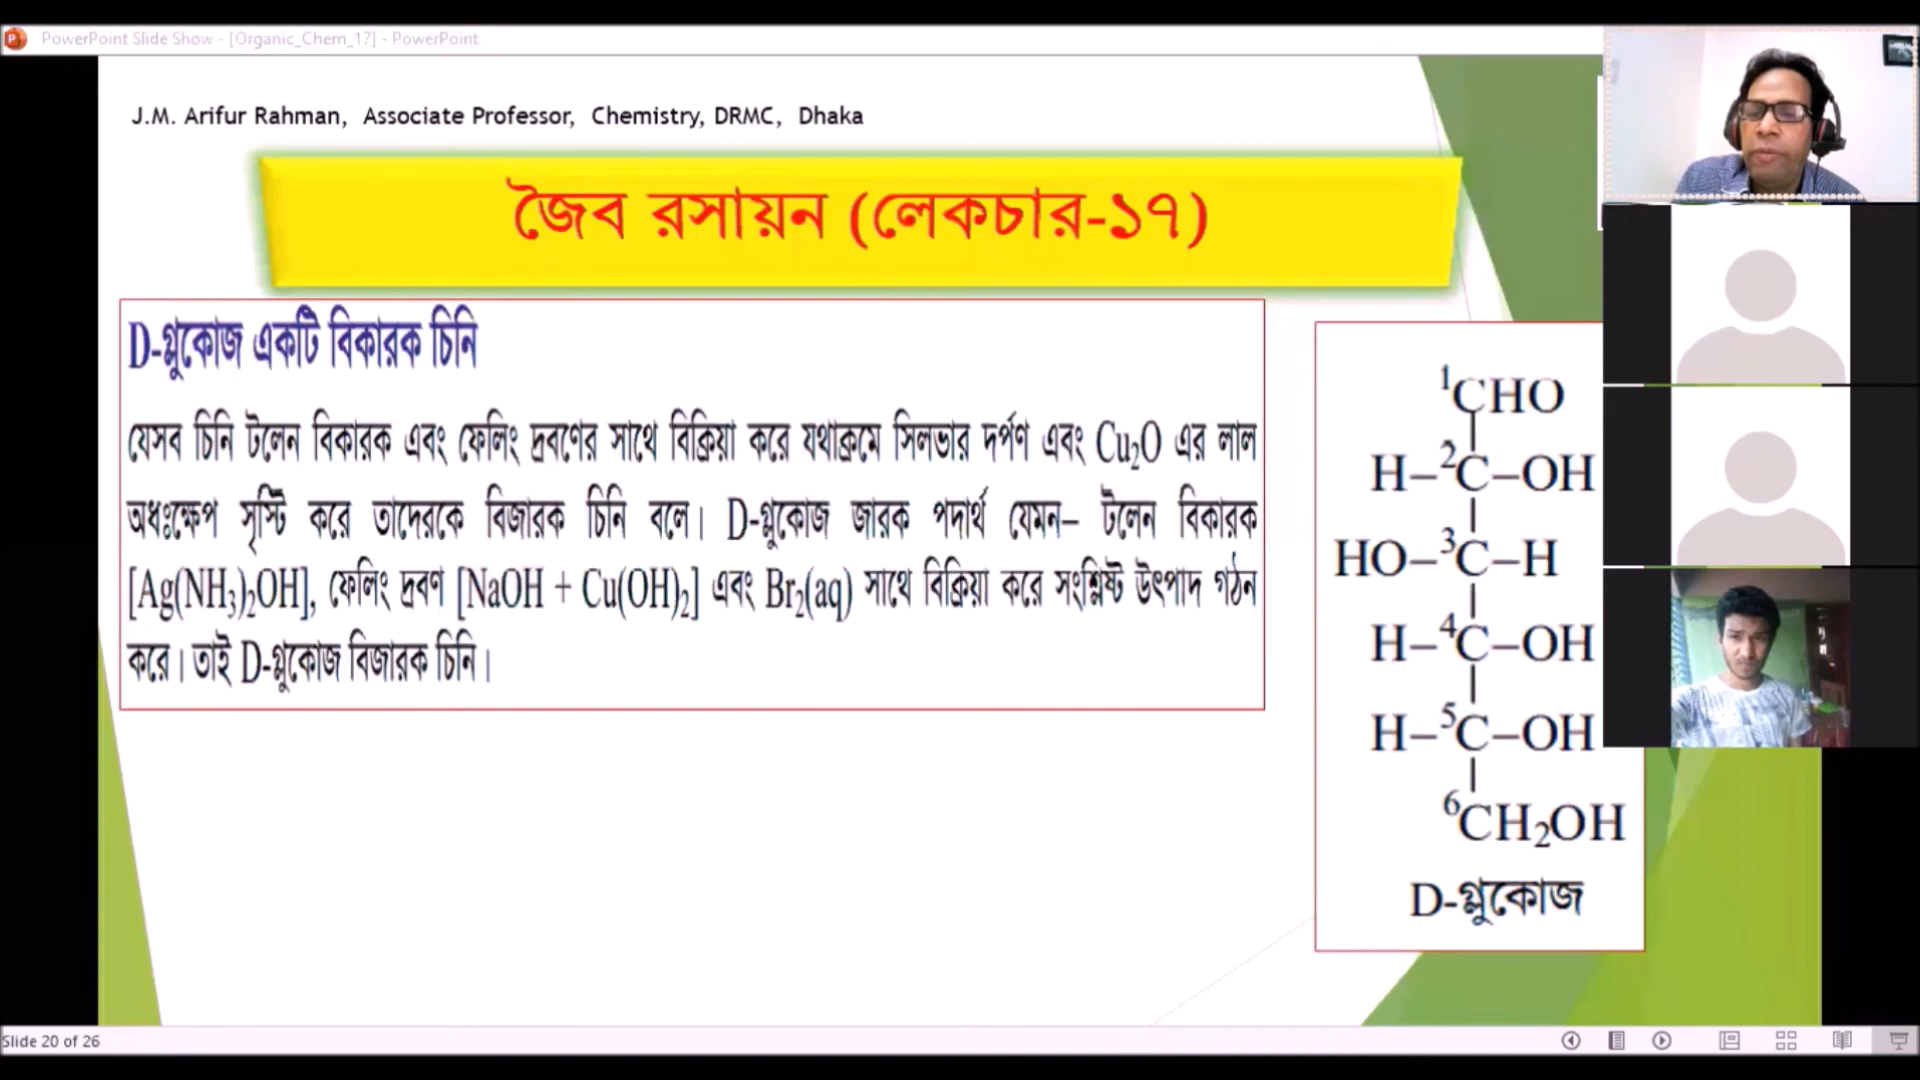 PowerPoint Slide Show - [Organic_Chem_17] - PowerPoint
J.M. Arifur Rahman, Associate Professor, Chemistry, DRMC, Dhaka
জৈব রসায়ন (লেকচার-১৭)
D-গ্লুকোজ একটি বিকারক চিনি
যেসব চিনি টলেন বিকারক এবং ফেলিং দ্রবণের সাথে বিক্রিয়া করে যথাক্রমে সিলভার দর্পণ এবং Cu₂O এর লাল
অধঃক্ষেপ সৃস্টি করে তাদেরকে বিজারক চিনি বলে। D-গ্লুকোজ জারক পদার্থ যেমন– টলেন বিকারক
[Ag(NH₃)₂OH], ফেলিং দ্রবণ [NaOH + Cu(OH)₂] এবং Br₂(aq) সাথে বিক্রিয়া করে সংশ্লিষ্ট উৎপাদ গঠন
করে। তাই D-গ্লুকোজ বিজারক চিনি।
¹CHO
H–²C–OH
HO–³C–H
H–⁴C–OH
H–⁵C–OH
⁶CH₂OH
D-গ্লুকোজ
Slide 20 of 26